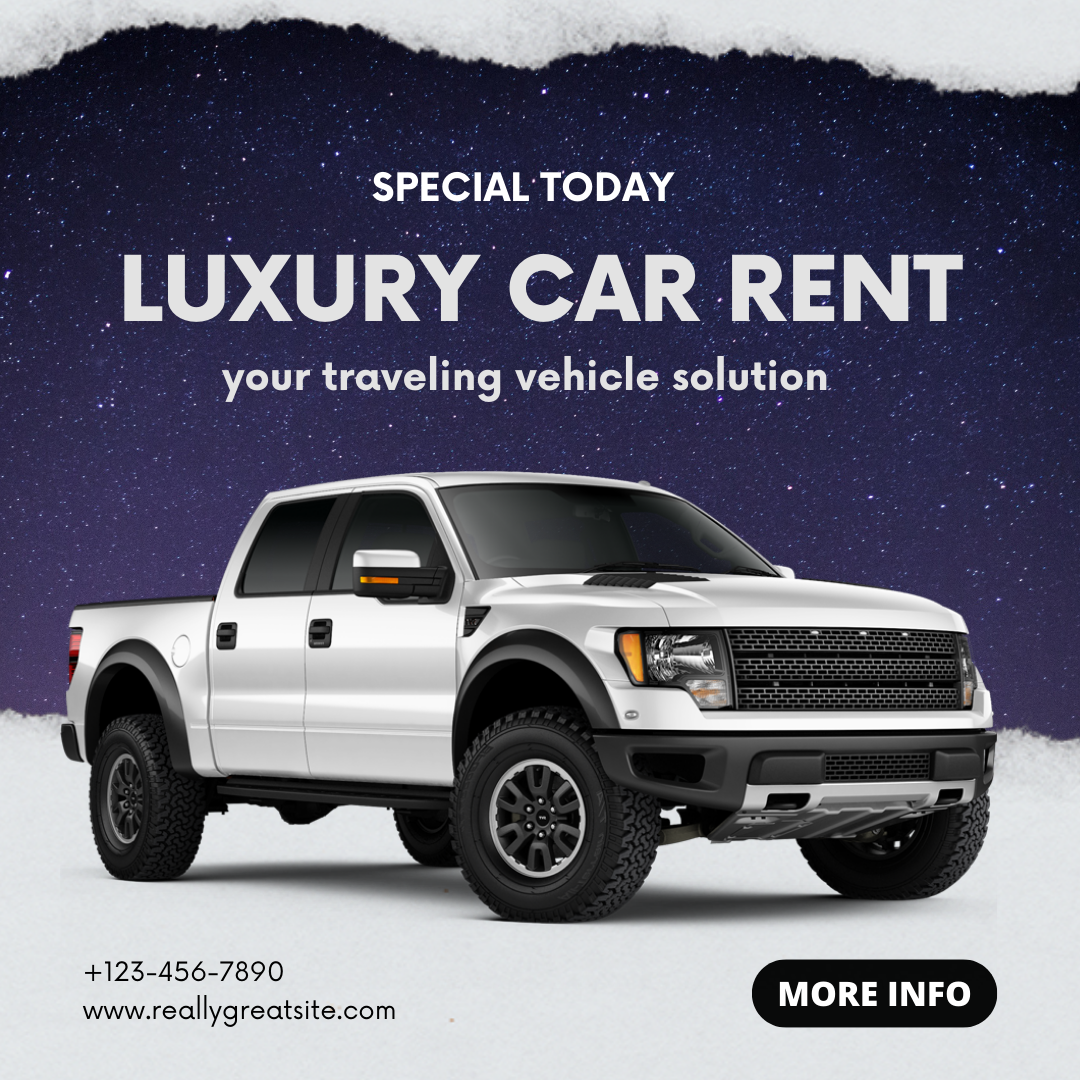 SPECIAL TODAY
LUXURY CAR RENT
your traveling vehicle solution
+123-456-7890
www.reallygreatsite.com
MORE INFO